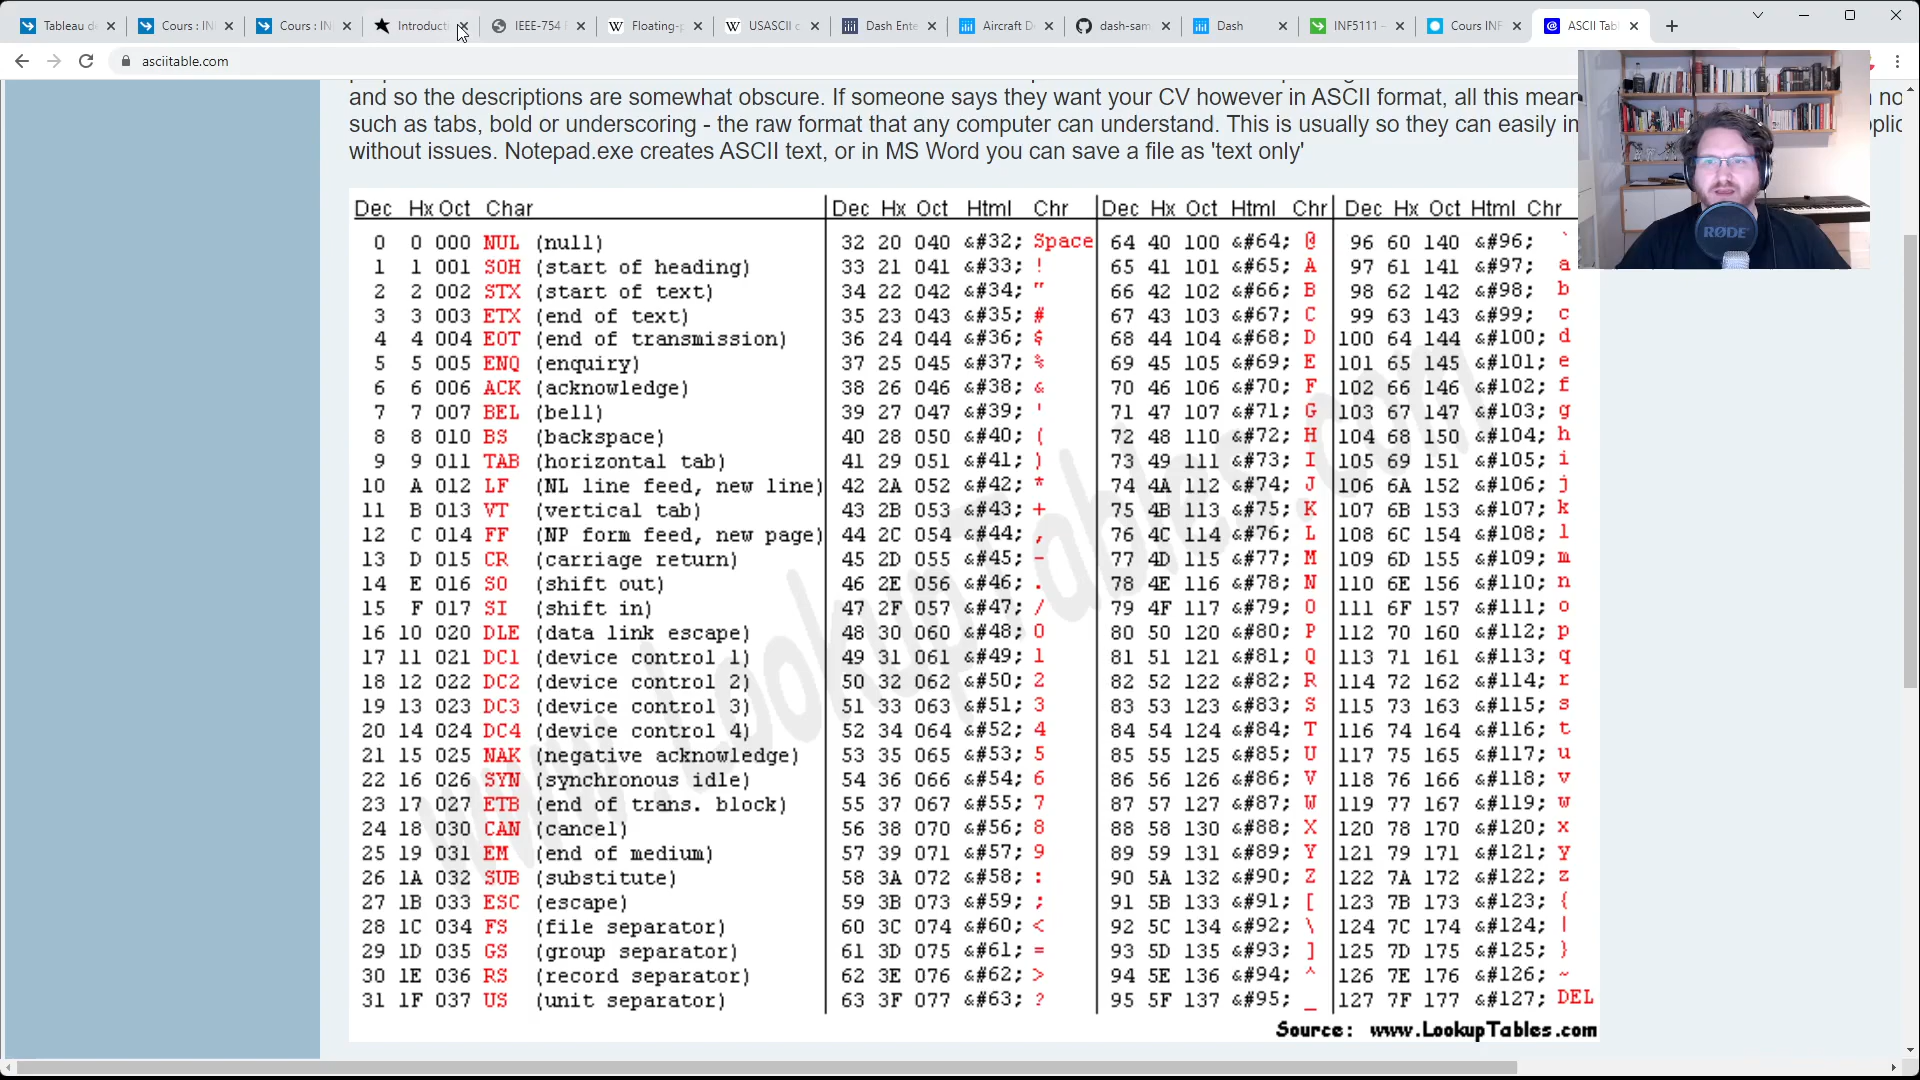 Tableau d
Cours : IN
Cours : IN
Introducti
IEEE-754
Floating-p
USASCII c
Dash Ente
Aircraft D
dash-sam
Dash
INF5111 -
Cours INF
ASCII Tab
asciitable.com
and so the descriptions are somewhat obscure. If someone says they want your CV however in ASCII format, all this mean
no
such as tabs, bold or underscoring - the raw format that any computer can understand. This is usually so they can easily im
plic
without issues. Notepad.exe creates ASCII text, or in MS Word you can save a file as 'text only'
Dec Hx Oct Char Dec Hx Oct Html Chr Dec Hx Oct Html Chr Dec Hx Oct Html Chr
0 0 000 NUL (null) 32 20 040 &#32; Space 64 40 100 &#64; @ 96 60 140 &#96; `
1 1 001 SOH (start of heading) 33 21 041 &#33; ! 65 41 101 &#65; A 97 61 141 &#97; a
2 2 002 STX (start of text) 34 22 042 &#34; " 66 42 102 &#66; B 98 62 142 &#98; b
3 3 003 ETX (end of text) 35 23 043 &#35; # 67 43 103 &#67; C 99 63 143 &#99; c
4 4 004 EOT (end of transmission) 36 24 044 &#36; $ 68 44 104 &#68; D 100 64 144 &#100; d
5 5 005 ENQ (enquiry) 37 25 045 &#37; % 69 45 105 &#69; E 101 65 145 &#101; e
6 6 006 ACK (acknowledge) 38 26 046 &#38; & 70 46 106 &#70; F 102 66 146 &#102; f
7 7 007 BEL (bell) 39 27 047 &#39; ' 71 47 107 &#71; G 103 67 147 &#103; g
8 8 010 BS (backspace) 40 28 050 &#40; ( 72 48 110 &#72; H 104 68 150 &#104; h
9 9 011 TAB (horizontal tab) 41 29 051 &#41; ) 73 49 111 &#73; I 105 69 151 &#105; i
10 A 012 LF (NL line feed, new line) 42 2A 052 &#42; * 74 4A 112 &#74; J 106 6A 152 &#106; j
11 B 013 VT (vertical tab) 43 2B 053 &#43; + 75 4B 113 &#75; K 107 6B 153 &#107; k
12 C 014 FF (NP form feed, new page) 44 2C 054 &#44; , 76 4C 114 &#76; L 108 6C 154 &#108; l
13 D 015 CR (carriage return) 45 2D 055 &#45; - 77 4D 115 &#77; M 109 6D 155 &#109; m
14 E 016 SO (shift out) 46 2E 056 &#46; . 78 4E 116 &#78; N 110 6E 156 &#110; n
15 F 017 SI (shift in) 47 2F 057 &#47; / 79 4F 117 &#79; O 111 6F 157 &#111; o
16 10 020 DLE (data link escape) 48 30 060 &#48; 0 80 50 120 &#80; P 112 70 160 &#112; p
17 11 021 DC1 (device control 1) 49 31 061 &#49; 1 81 51 121 &#81; Q 113 71 161 &#113; q
18 12 022 DC2 (device control 2) 50 32 062 &#50; 2 82 52 122 &#82; R 114 72 162 &#114; r
19 13 023 DC3 (device control 3) 51 33 063 &#51; 3 83 53 123 &#83; S 115 73 163 &#115; s
20 14 024 DC4 (device control 4) 52 34 064 &#52; 4 84 54 124 &#84; T 116 74 164 &#116; t
21 15 025 NAK (negative acknowledge) 53 35 065 &#53; 5 85 55 125 &#85; U 117 75 165 &#117; u
22 16 026 SYN (synchronous idle) 54 36 066 &#54; 6 86 56 126 &#86; V 118 76 166 &#118; v
23 17 027 ETB (end of trans. block) 55 37 067 &#55; 7 87 57 127 &#87; W 119 77 167 &#119; w
24 18 030 CAN (cancel) 56 38 070 &#56; 8 88 58 130 &#88; X 120 78 170 &#120; x
25 19 031 EM (end of medium) 57 39 071 &#57; 9 89 59 131 &#89; Y 121 79 171 &#121; y
26 1A 032 SUB (substitute) 58 3A 072 &#58; : 90 5A 132 &#90; Z 122 7A 172 &#122; z
27 1B 033 ESC (escape) 59 3B 073 &#59; ; 91 5B 133 &#91; [ 123 7B 173 &#123; {
28 1C 034 FS (file separator) 60 3C 074 &#60; < 92 5C 134 &#92; \ 124 7C 174 &#124; |
29 1D 035 GS (group separator) 61 3D 075 &#61; = 93 5D 135 &#93; ] 125 7D 175 &#125; }
30 1E 036 RS (record separator) 62 3E 076 &#62; > 94 5E 136 &#94; ^ 126 7E 176 &#126; ~
31 1F 037 US (unit separator) 63 3F 077 &#63; ? 95 5F 137 &#95; _ 127 7F 177 &#127; DEL
www.LookupTables.com
Source: www.LookupTables.com
RØDE